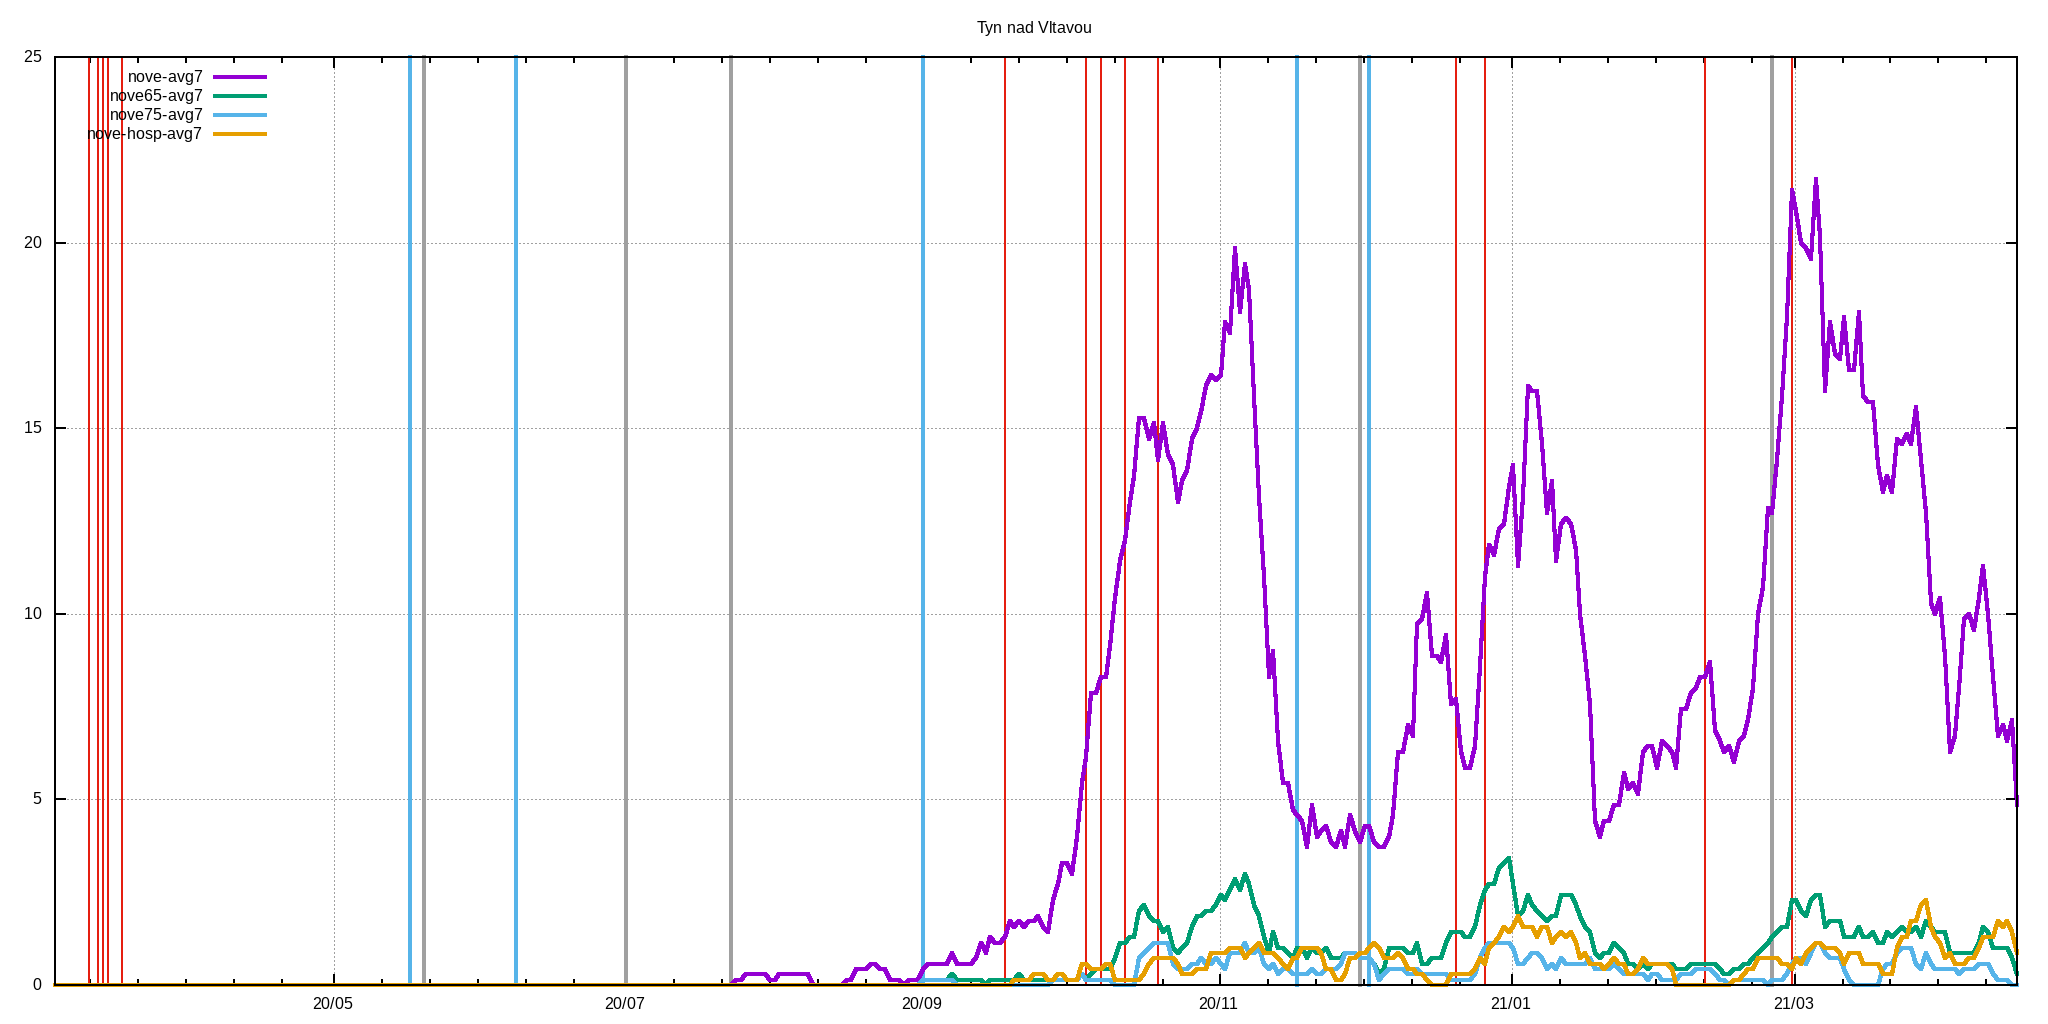 Tyn nad Vltavou
25
nove-avg7
nove65-avg7
nove75-avg7
nove-hosp-avg7
20
15
10
5
0
20/05 20/07 20/09 20/11 21/01 21/03